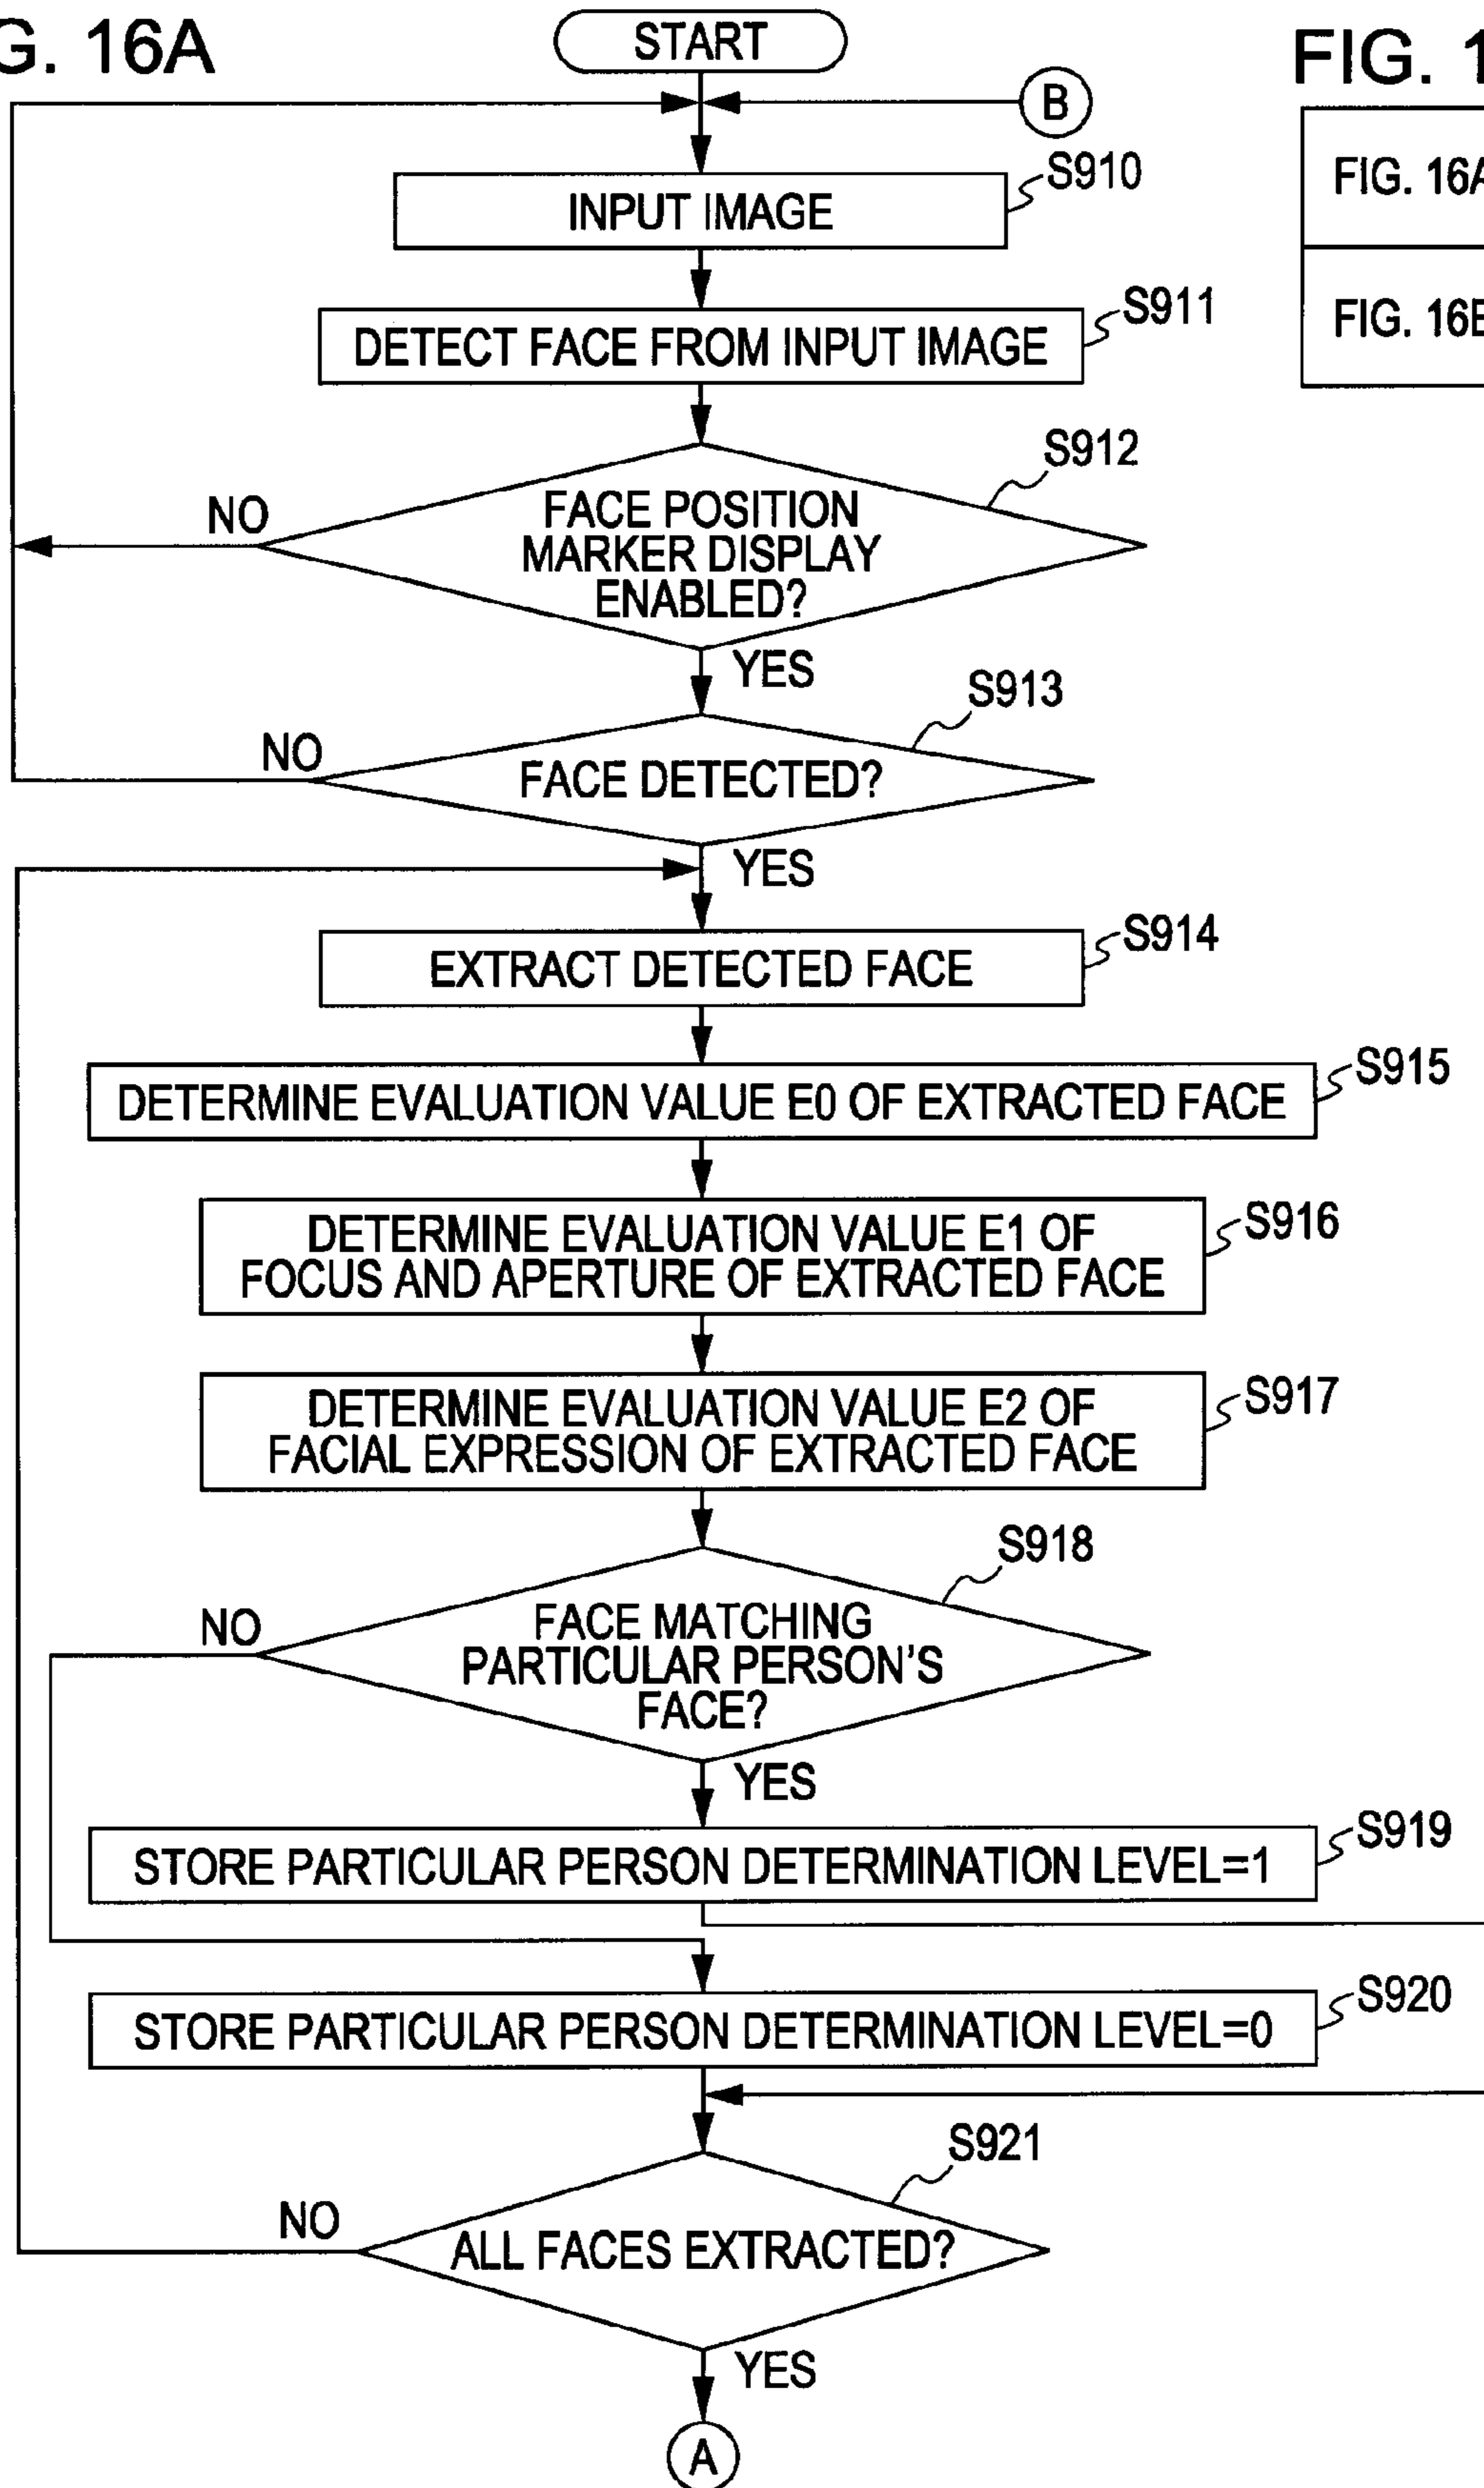 G. 16A
START
FIG. 1
B
FIG. 16A
FIG. 16B
S910
INPUT IMAGE
S911
DETECT FACE FROM INPUT IMAGE
S912
FACE POSITION
MARKER DISPLAY
ENABLED?
NO
YES
S913
FACE DETECTED?
NO
YES
S914
EXTRACT DETECTED FACE
S915
DETERMINE EVALUATION VALUE E0 OF EXTRACTED FACE
S916
DETERMINE EVALUATION VALUE E1 OF
FOCUS AND APERTURE OF EXTRACTED FACE
S917
DETERMINE EVALUATION VALUE E2 OF
FACIAL EXPRESSION OF EXTRACTED FACE
S918
FACE MATCHING
PARTICULAR PERSON'S
FACE?
NO
YES
S919
STORE PARTICULAR PERSON DETERMINATION LEVEL=1
S920
STORE PARTICULAR PERSON DETERMINATION LEVEL=0
S921
ALL FACES EXTRACTED?
NO
YES
A